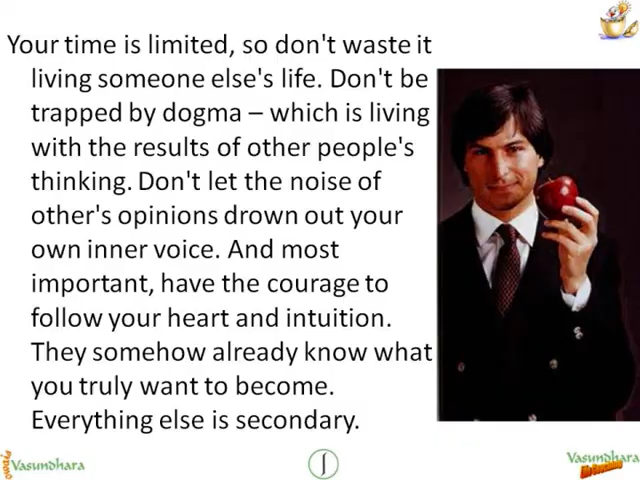 Your time is limited, so don't waste it
living someone else's life. Don't be
trapped by dogma – which is living
with the results of other people's
thinking. Don't let the noise of
other's opinions drown out your
own inner voice. And most
important, have the courage to
follow your heart and intuition.
They somehow already know what
you truly want to become.
Everything else is secondary.
Vasundhara
Vasundhara